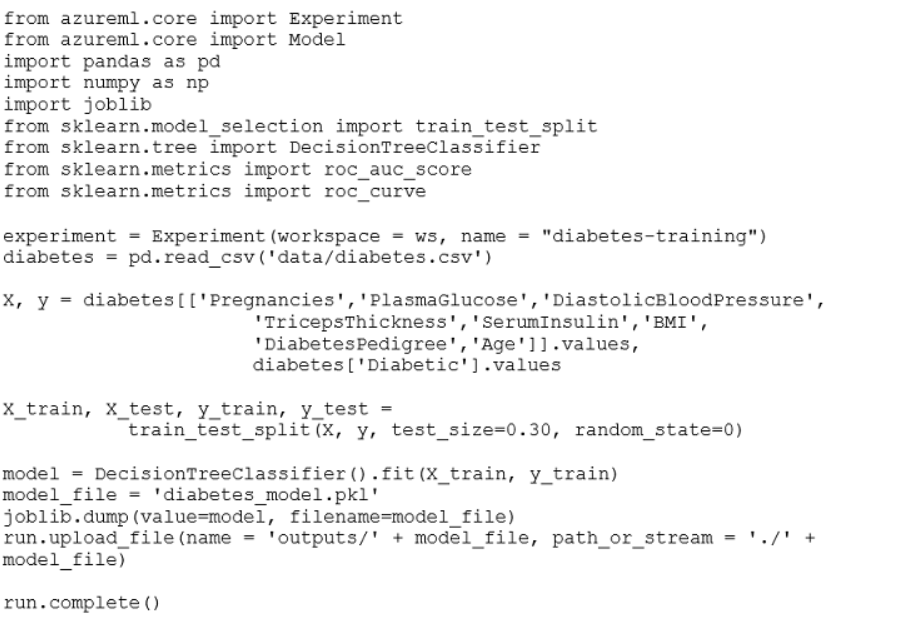 from azureml.core import Experiment
from azureml.core import Model
import pandas as pd
import numpy as np
import joblib
from sklearn.model_selection import train_test_split
from sklearn.tree import DecisionTreeClassifier
from sklearn.metrics import roc_auc_score
from sklearn.metrics import roc_curve

experiment = Experiment(workspace = ws, name = "diabetes-training")
diabetes = pd.read_csv('data/diabetes.csv')

X, y = diabetes[['Pregnancies','PlasmaGlucose','DiastolicBloodPressure',
                      'TricepsThickness','SerumInsulin','BMI',
                      'DiabetesPedigree','Age']].values,
                      diabetes['Diabetic'].values

X_train, X_test, y_train, y_test =
           train_test_split(X, y, test_size=0.30, random_state=0)

model = DecisionTreeClassifier().fit(X_train, y_train)
model_file = 'diabetes_model.pkl'
joblib.dump(value=model, filename=model_file)
run.upload_file(name = 'outputs/' + model_file, path_or_stream = './' +
model_file)

run.complete()